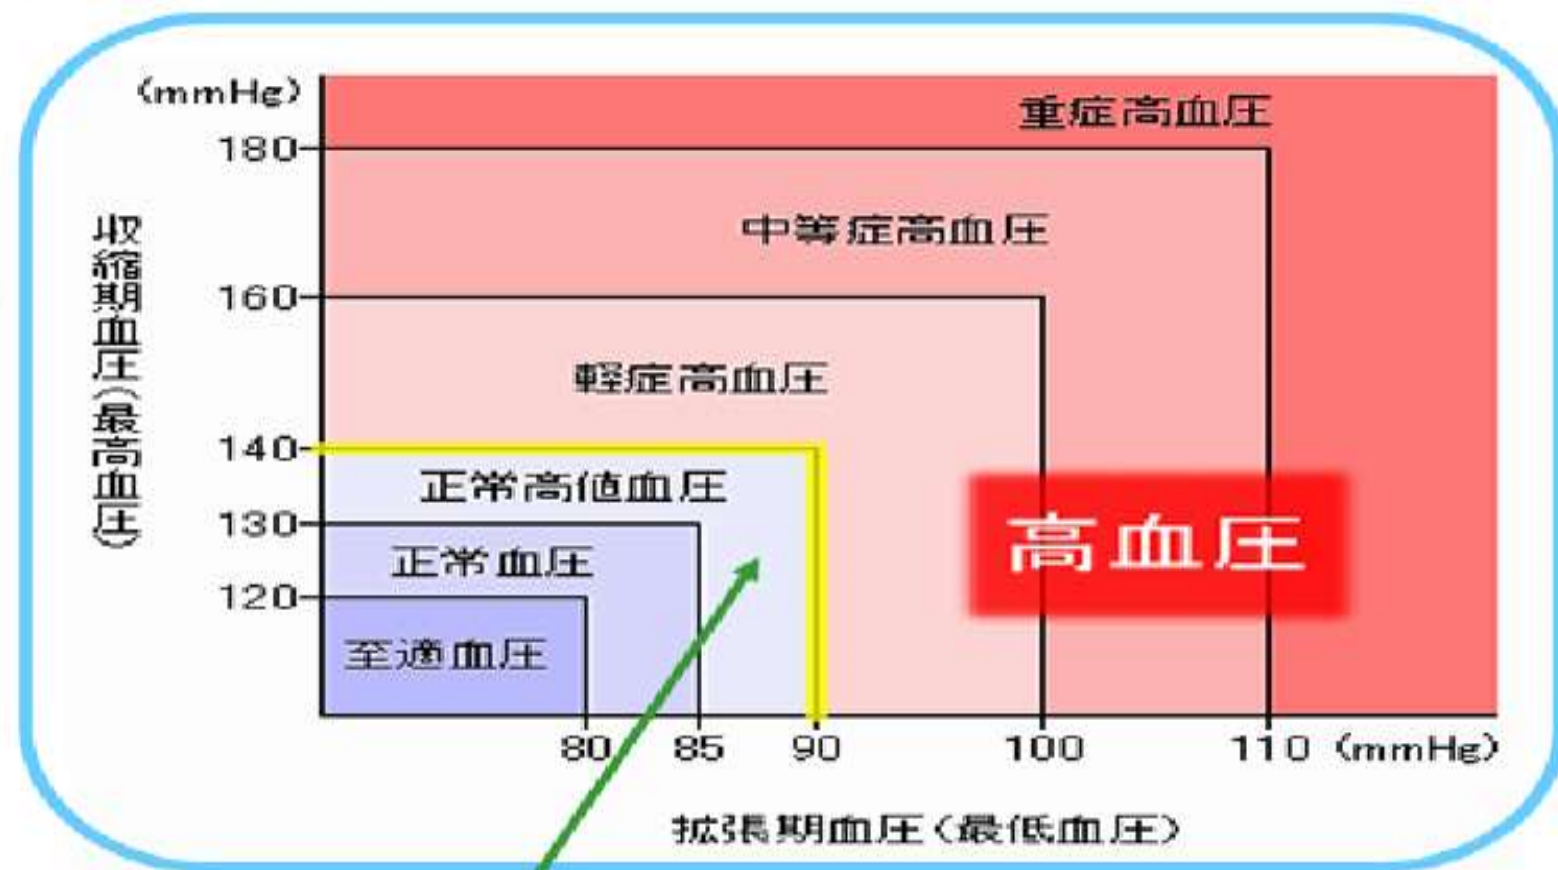 (mmHg)
重症高血圧
180
中等症高血圧
160
軽症高血圧
140
正常高値血圧
130
正常血圧
120
至適血圧
高血圧
収縮期血圧(最高血圧)
80 85 90 100 110 (mmHg)
拡張期血圧(最低血圧)